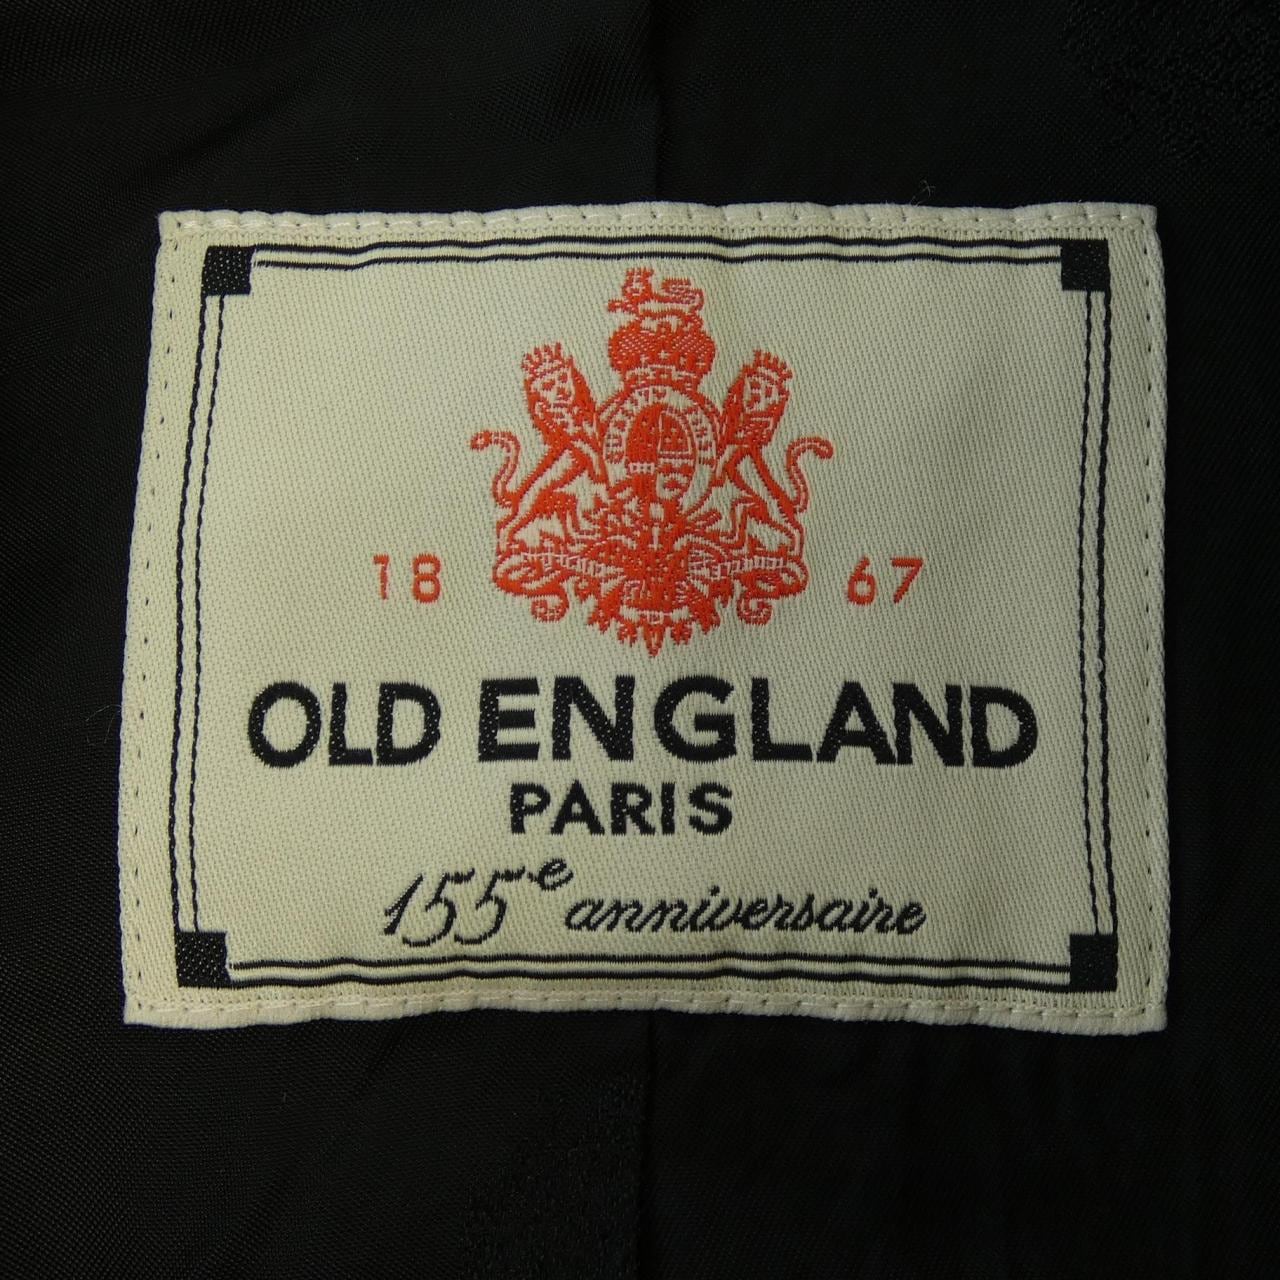 18 67
OLD ENGLAND
PARIS
155e anniversaire